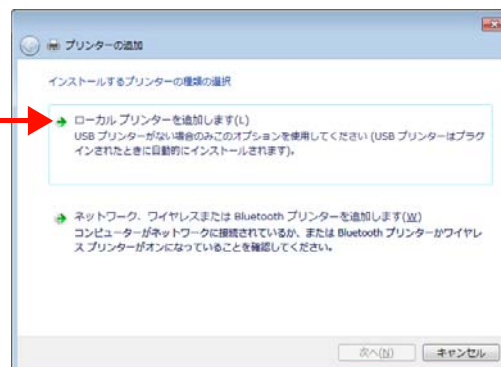 プリンターの追加
インストールするプリンターの種類の選択
ローカル プリンターを追加します(L)
USB プリンターがない場合のみこのオプションを使用してください (USB プリンターはプラグ
インされたときに自動的にインストールされます)。
ネットワーク、ワイヤレスまたは Bluetooth プリンターを追加します(W)
コンピューターがネットワークに接続されているか、または Bluetooth プリンターかワイヤレ
ス プリンターがオンになっていることを確認してください。
次へ(N)
キャンセル